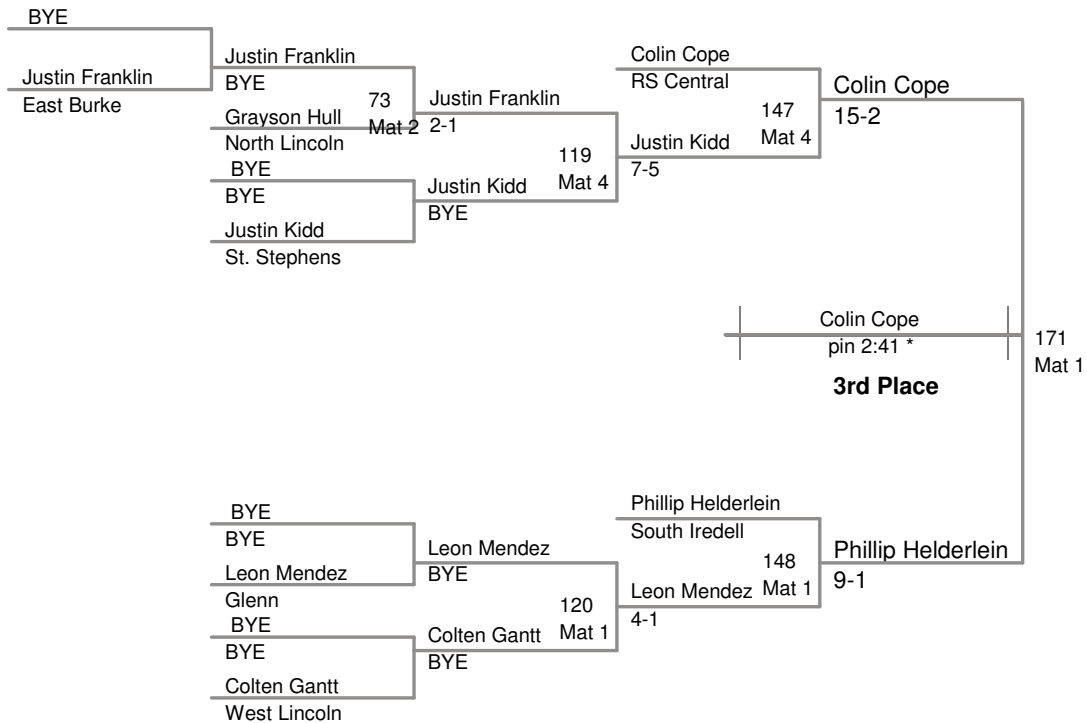 BYE
Justin Franklin
East Burke
Justin Franklin
BYE
Grayson Hull
North Lincoln
73
Mat 2
BYE
BYE
Justin Kidd
St. Stephens
Justin Franklin
2-1
Justin Kidd
BYE
119
Mat 4
Colin Cope
RS Central
Justin Kidd
7-5
147
Mat 4
Colin Cope
15-2
Colin Cope
pin 2:41 *
3rd Place
171
Mat 1
BYE
BYE
Leon Mendez
Glenn
BYE
BYE
Colten Gantt
West Lincoln
Leon Mendez
BYE
Colten Gantt
BYE
120
Mat 1
Phillip Helderlein
South Iredell
Leon Mendez
4-1
148
Mat 1
Phillip Helderlein
9-1